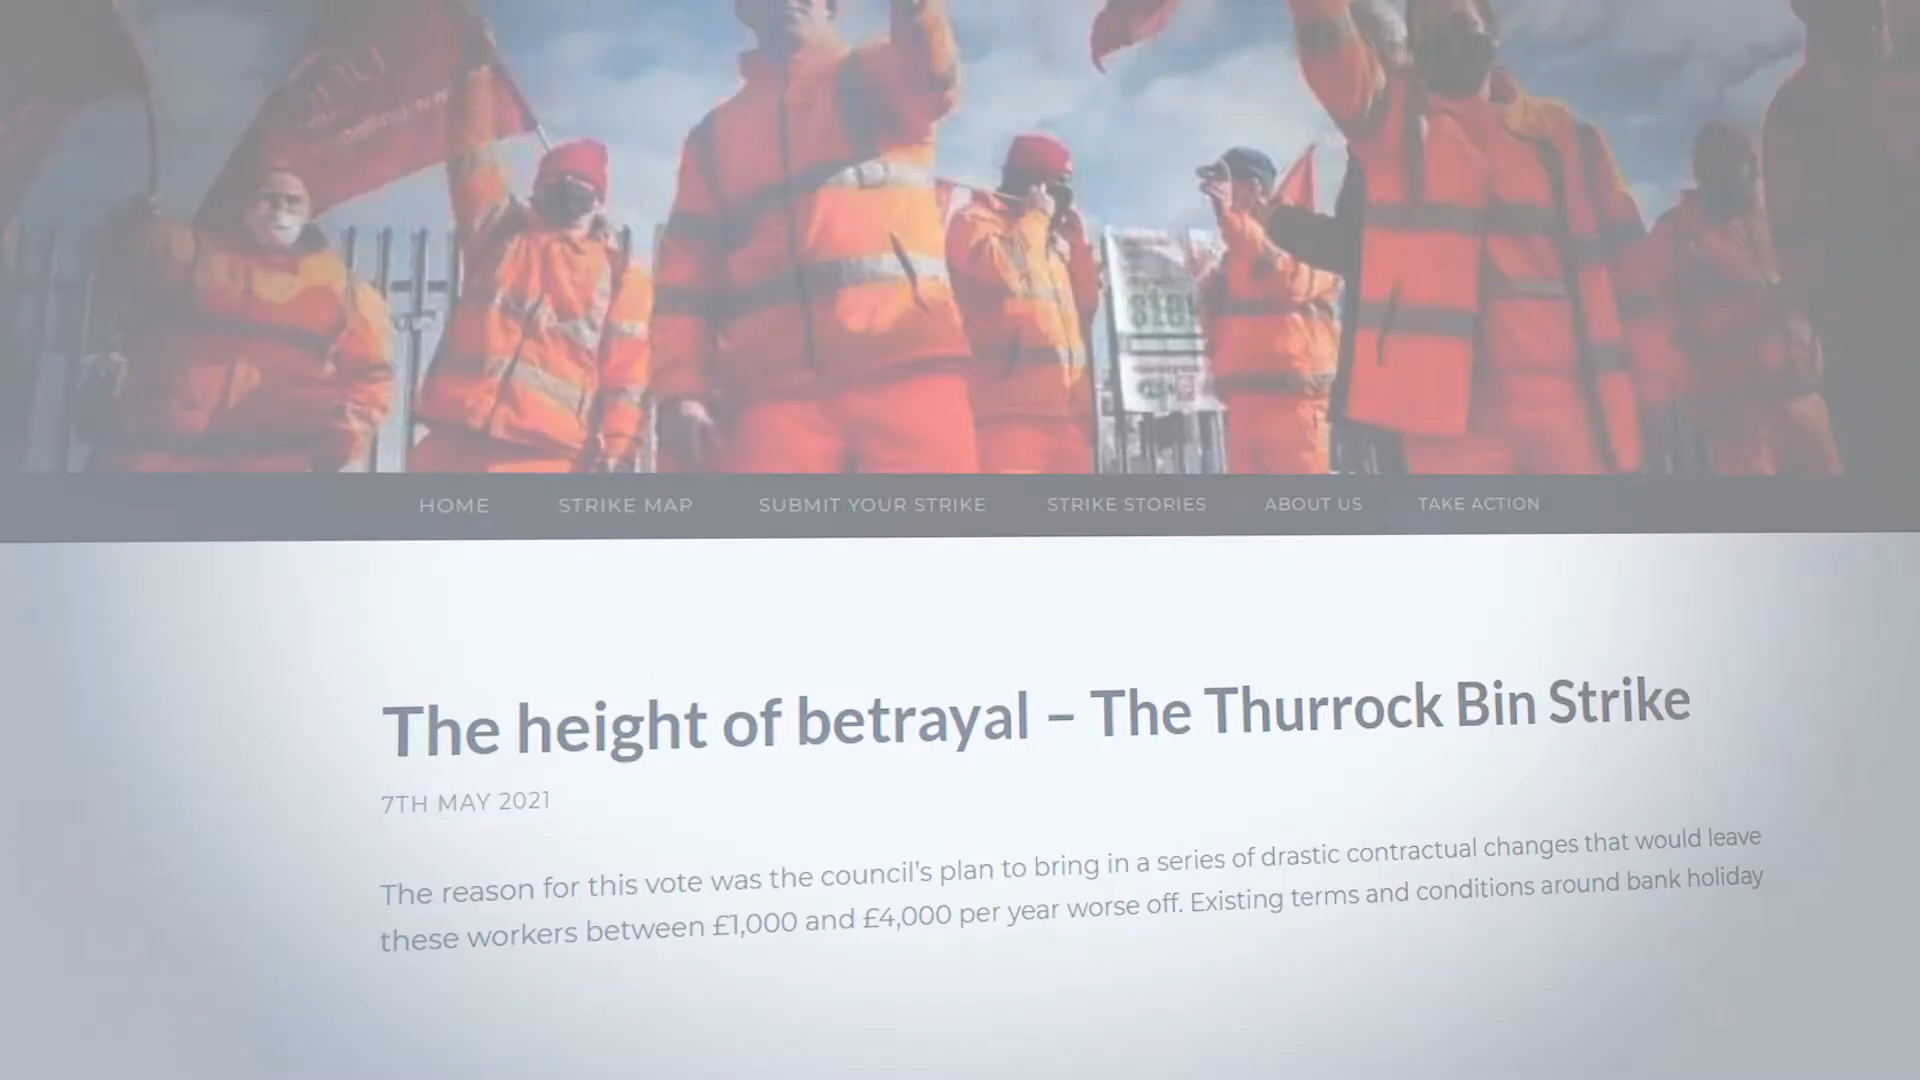 HOME STRIKE MAP SUBMIT YOUR STRIKE STRIKE STORIES ABOUT US TAKE ACTION
The height of betrayal – The Thurrock Bin Strike
7TH MAY 2021
The reason for this vote was the council's plan to bring in a series of drastic contractual changes that would leave
these workers between £1,000 and £4,000 per year worse off. Existing terms and conditions around bank holiday